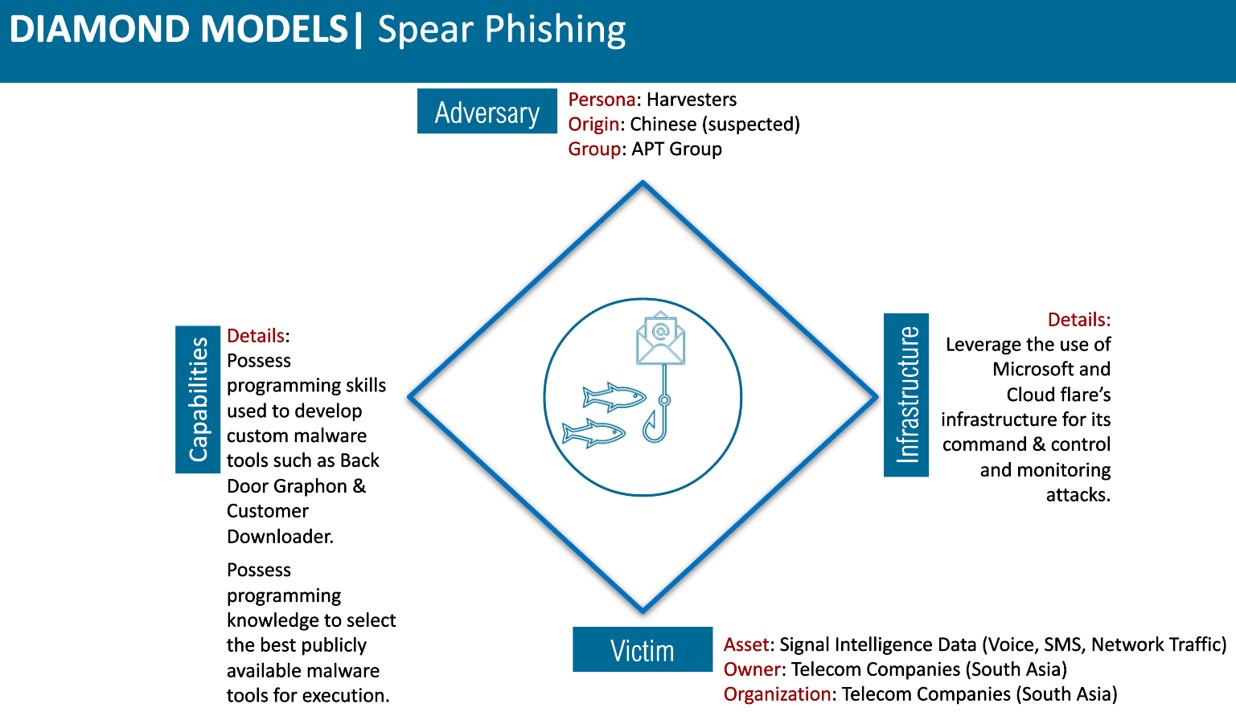 DIAMOND MODELS| Spear Phishing
Adversary
Persona: Harvesters
Origin: Chinese (suspected)
Group: APT Group
Capabilities
Details:
Possess
programming skills
used to develop
custom malware
tools such as Back
Door Graphon &
Customer
Downloader.
Possess
programming
knowledge to select
the best publicly
available malware
tools for execution.
@
Infrastructure
Details:
Leverage the use of
Microsoft and
Cloud flare’s
infrastructure for its
command & control
and monitoring
attacks.
Victim
Asset: Signal Intelligence Data (Voice, SMS, Network Traffic)
Owner: Telecom Companies (South Asia)
Organization: Telecom Companies (South Asia)